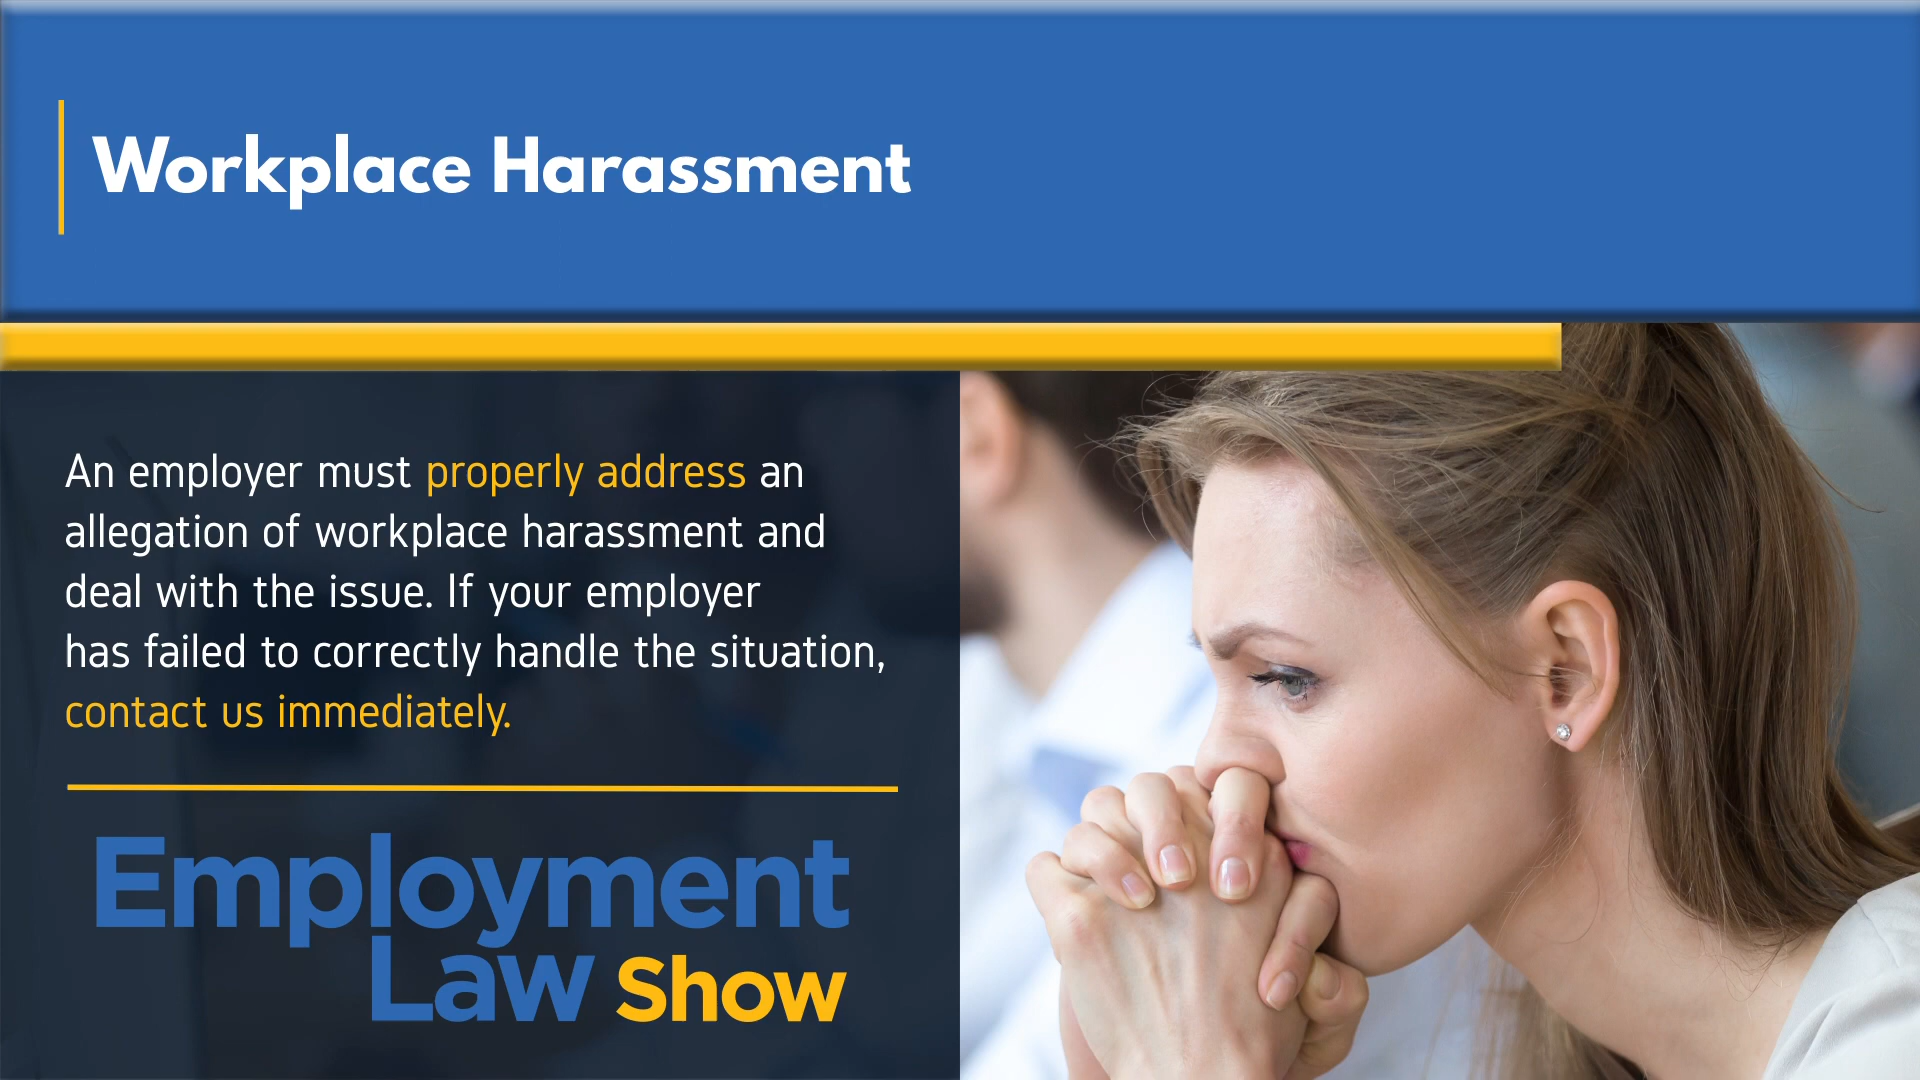 Workplace Harassment
An employer must properly address an
allegation of workplace harassment and
deal with the issue. If your employer
has failed to correctly handle the situation,
contact us immediately.
Employment
Law Show